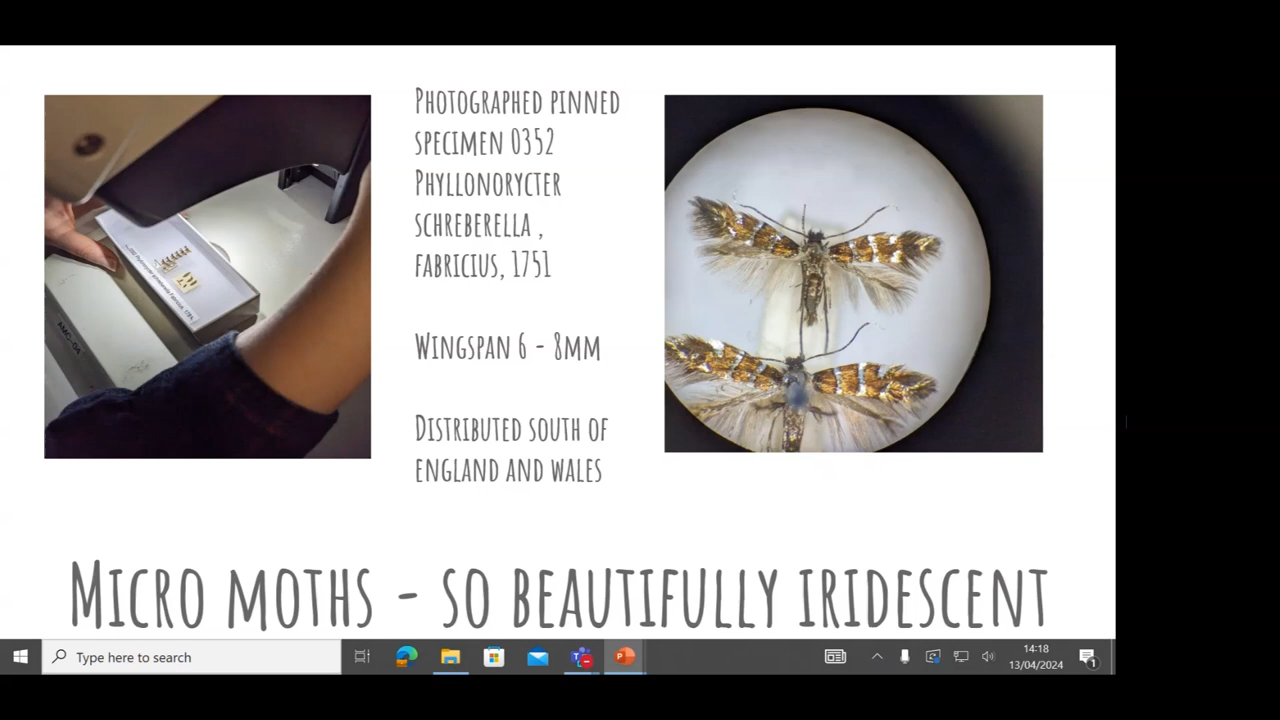 Photographed pinned
specimen 0352
Phyllonorycter
schreberella ,
fabricius, 1751
Wingspan 6 - 8mm
Distributed south of
england and wales
Micro moths - so beautifully iridescent
Type here to search
14:18
13/04/2024
1